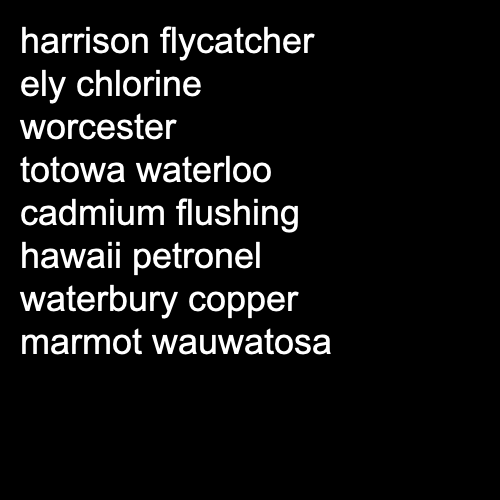 harrison flycatcher
ely chlorine
worcester
totowa waterloo
cadmium flushing
hawaii petronel
waterbury copper
marmot wauwatosa